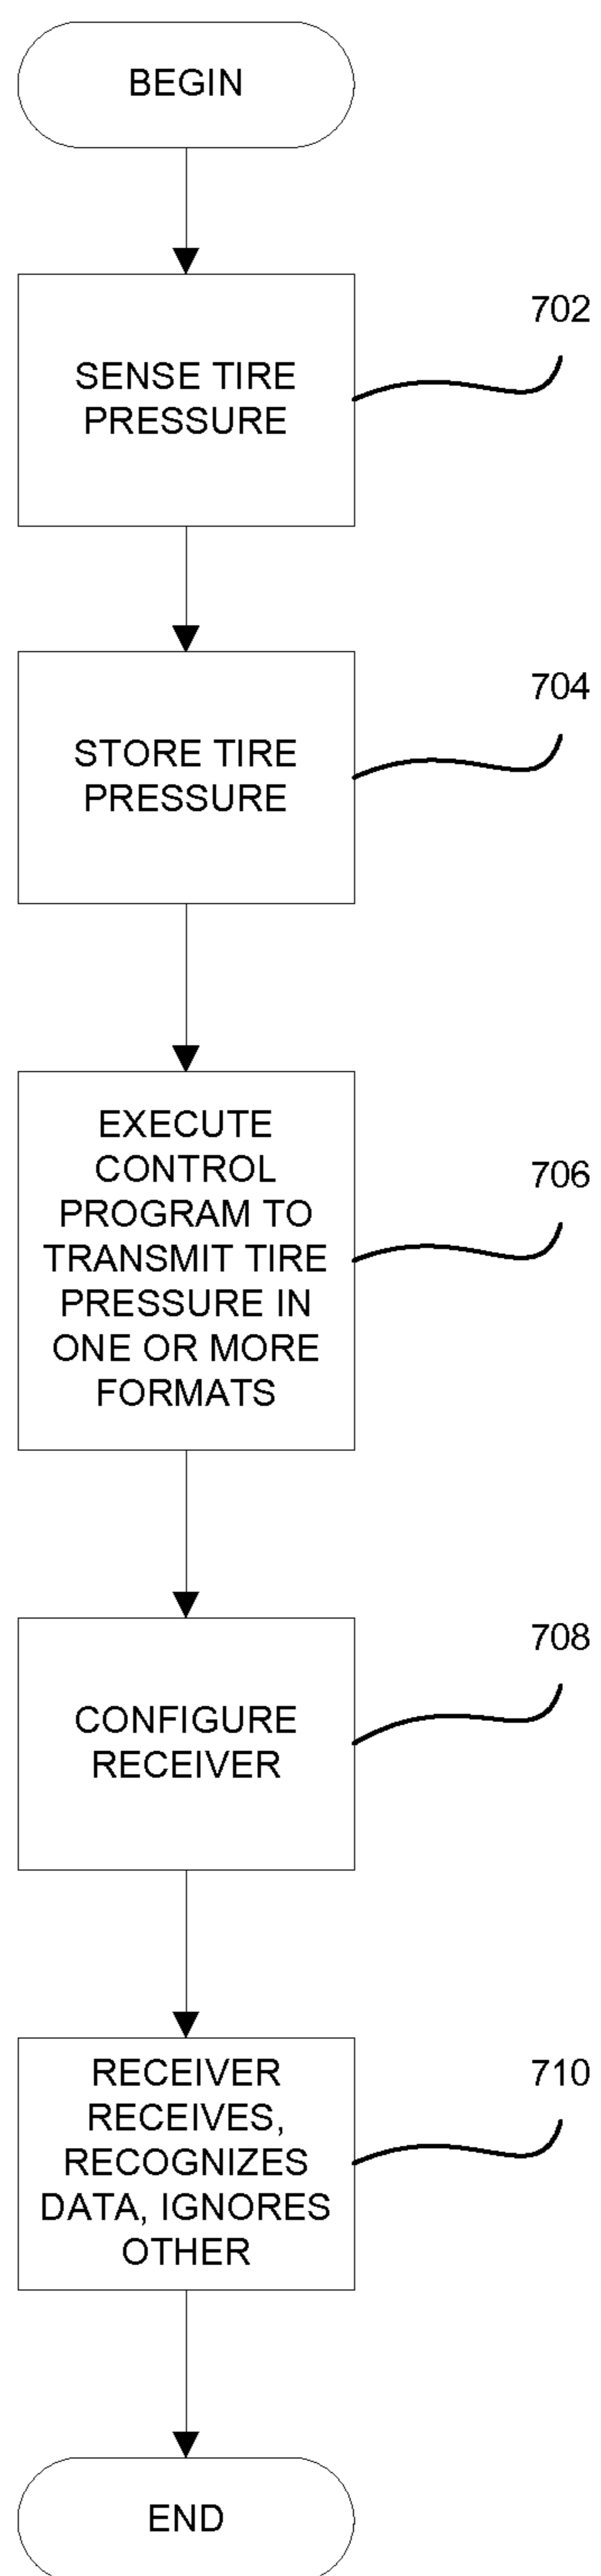 BEGIN
702
SENSE TIRE
PRESSURE
704
STORE TIRE
PRESSURE
706
EXECUTE
CONTROL
PROGRAM TO
TRANSMIT TIRE
PRESSURE IN
ONE OR MORE
FORMATS
708
CONFIGURE
RECEIVER
710
RECEIVER
RECEIVES,
RECOGNIZES
DATA, IGNORES
OTHER
END